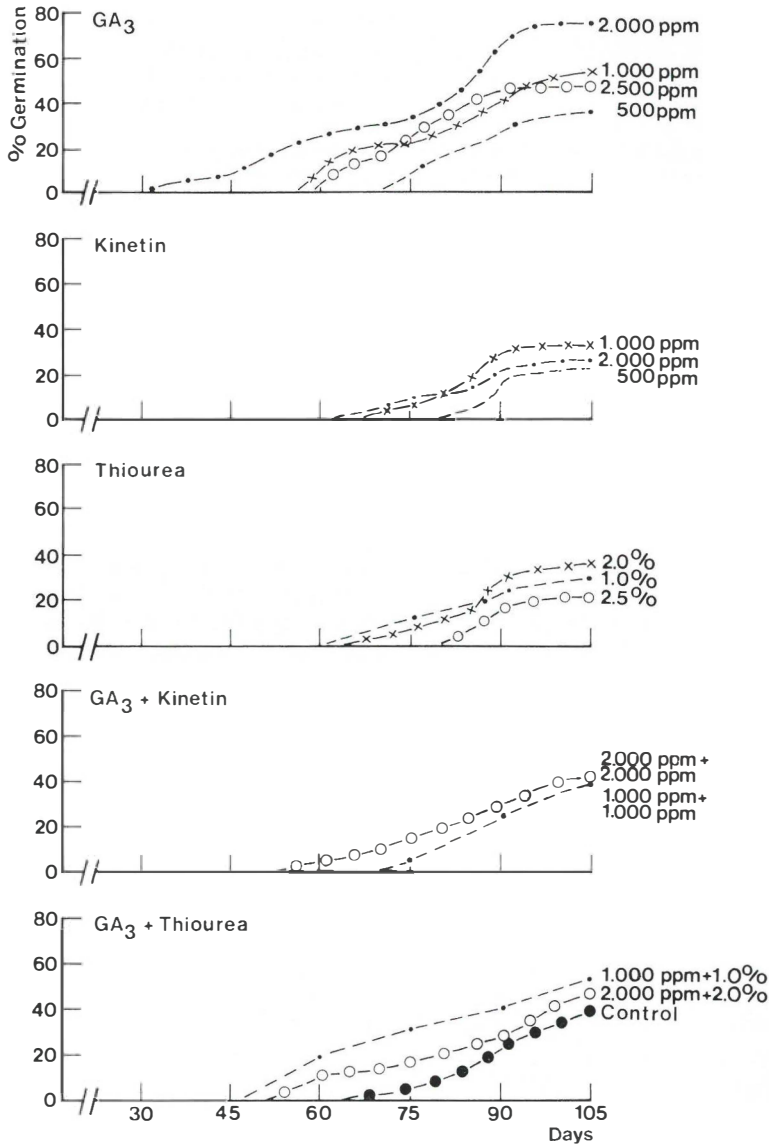 GA3
% Germination
80
60
40
20
0
2.000 ppm
1.000 ppm
2.500 ppm
500 ppm
Kinetin
80
60
40
20
0
1.000 ppm
2.000 ppm
500 ppm
Thiourea
80
60
40
20
0
2.0%
1.0%
2.5%
GA3 + Kinetin
80
60
40
20
0
2.000 ppm +
2.000 ppm
1.000 ppm +
1.000 ppm
GA3 + Thiourea
80
60
40
20
0
1.000 ppm+1.0%
2.000 ppm+2.0%
Control
30 45 60 75 90 105
Days